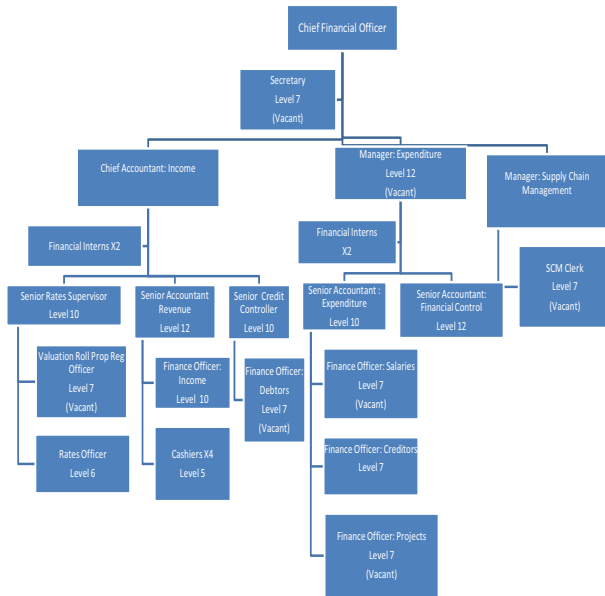 Chief Financial Officer
Secretary
Level 7
(Vacant)
Chief Accountant: Income
Manager: Expenditure
Level 12
(Vacant)
Manager: Supply Chain
Management
Financial Interns X2
Financial Interns
X2
SCM Clerk
Level 7
(Vacant)
Senior Rates Supervisor
Level 10
Senior Accountant
Revenue
Level 12
Senior Credit
Controller
Level 10
Senior Accountant :
Expenditure
Level 10
Senior Accountant:
Financial Control
Level 12
Valuation Roll Prop Reg
Officer
Level 7
(Vacant)
Finance Officer:
Income
Level 10
Finance Officer:
Debtors
Level 7
(Vacant)
Finance Officer: Salaries
Level 7
(Vacant)
Rates Officer
Level 6
Cashiers X4
Level 5
Finance Officer: Creditors
Level 7
Finance Officer: Projects
Level 7
(Vacant)